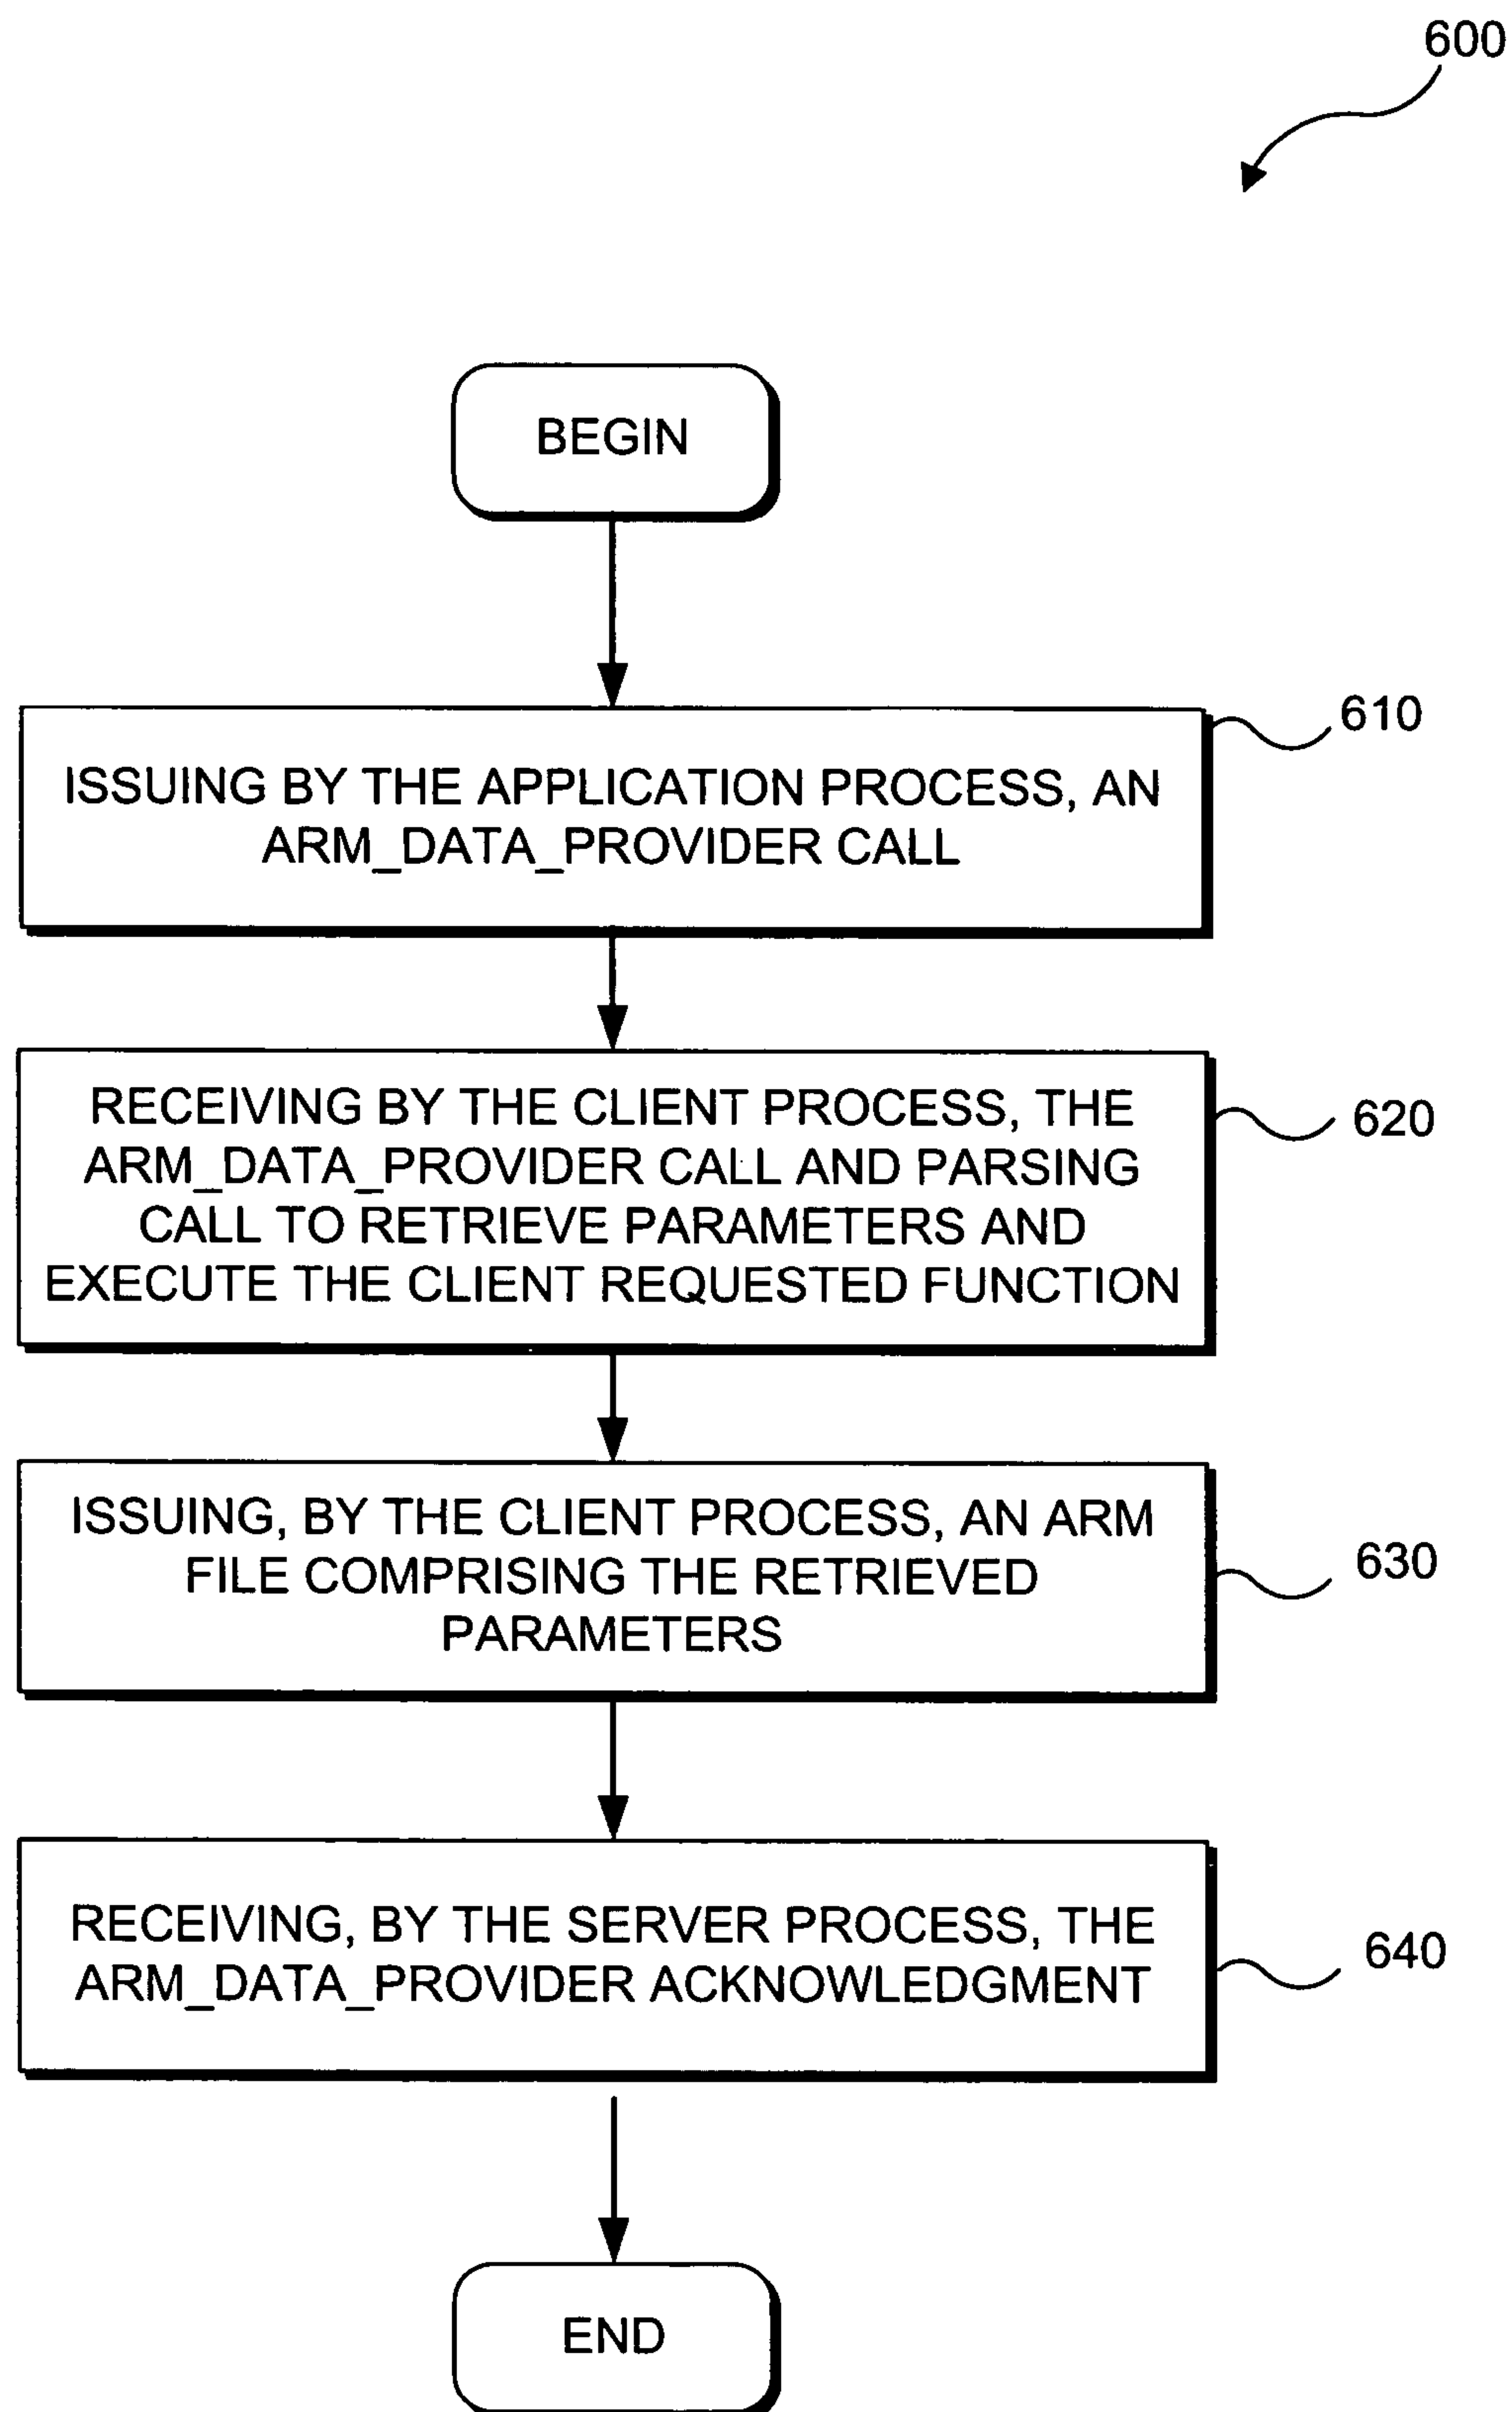 600
BEGIN
610
ISSUING BY THE APPLICATION PROCESS, AN
ARM_DATA_PROVIDER CALL
RECEIVING BY THE CLIENT PROCESS, THE
ARM_DATA_PROVIDER CALL AND PARSING
CALL TO RETRIEVE PARAMETERS AND
EXECUTE THE CLIENT REQUESTED FUNCTION
620
ISSUING, BY THE CLIENT PROCESS, AN ARM
FILE COMPRISING THE RETRIEVED
PARAMETERS
630
RECEIVING, BY THE SERVER PROCESS, THE
ARM_DATA_PROVIDER ACKNOWLEDGMENT
640
END